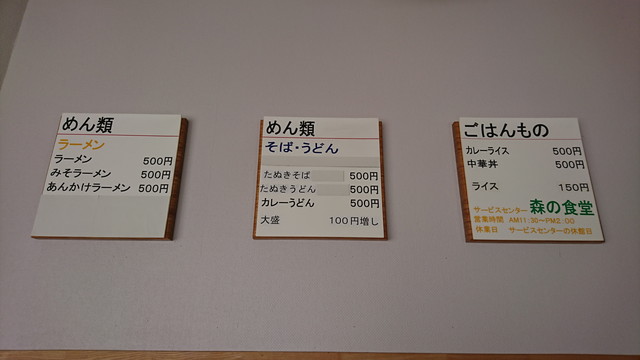 めん類
ラーメン
ラーメン 500円
みそラーメン 500円
あんかけラーメン 500円
めん類
そば・うどん
たぬきそば 500円
たぬきうどん 500円
カレーうどん 500円
大盛 100円増し
ごはんもの
カレーライス 500円
中華丼 500円
ライス 150円
サービスセンター 森の食堂
営業時間 AM11:30~PM2:00
休業日 サービスセンターの休館日